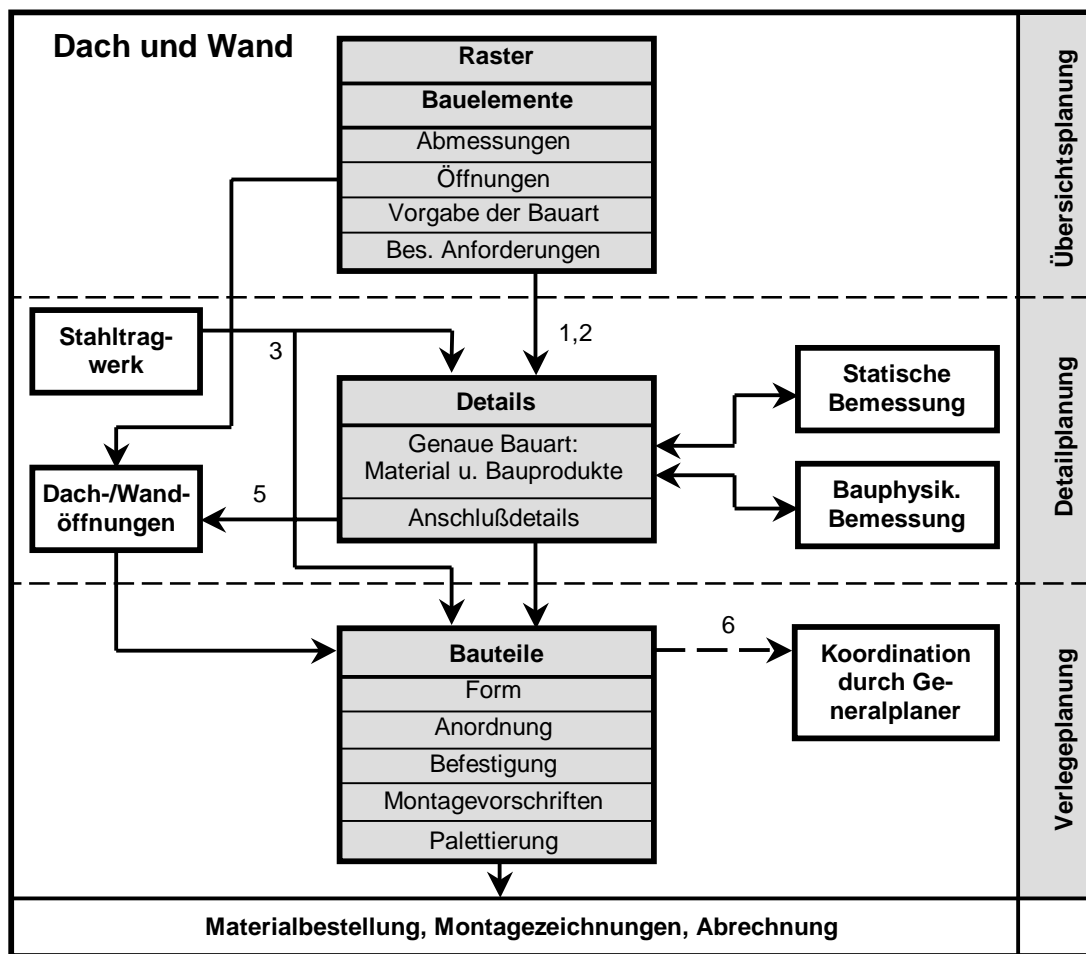 Dach und Wand
Raster
Bauelemente
Abmessungen
Öffnungen
Vorgabe der Bauart
Bes. Anforderungen
Übersichtsplanung
Stahltrag-
werk
3
1,2
Details
Genaue Bauart:
Material u. Bauprodukte
Anschlußdetails
Statische
Bemessung
Bauphysik.
Bemessung
Dach-/Wand-
öffnungen
5
Detailplanung
Bauteile
Form
Anordnung
Befestigung
Montagevorschriften
Palettierung
6
Koordination
durch Ge-
neralplaner
Verlegeplanung
Materialbestellung, Montagezeichnungen, Abrechnung